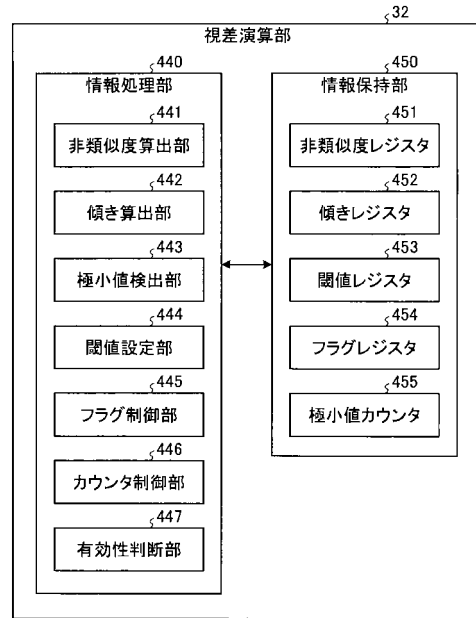 32
視差演算部
440
情報処理部
441
非類似度算出部
442
傾き算出部
443
極小値検出部
444
閾値設定部
445
フラグ制御部
446
カウンタ制御部
447
有効性判断部
450
情報保持部
451
非類似度レジスタ
452
傾きレジスタ
453
閾値レジスタ
454
フラグレジスタ
455
極小値カウンタ